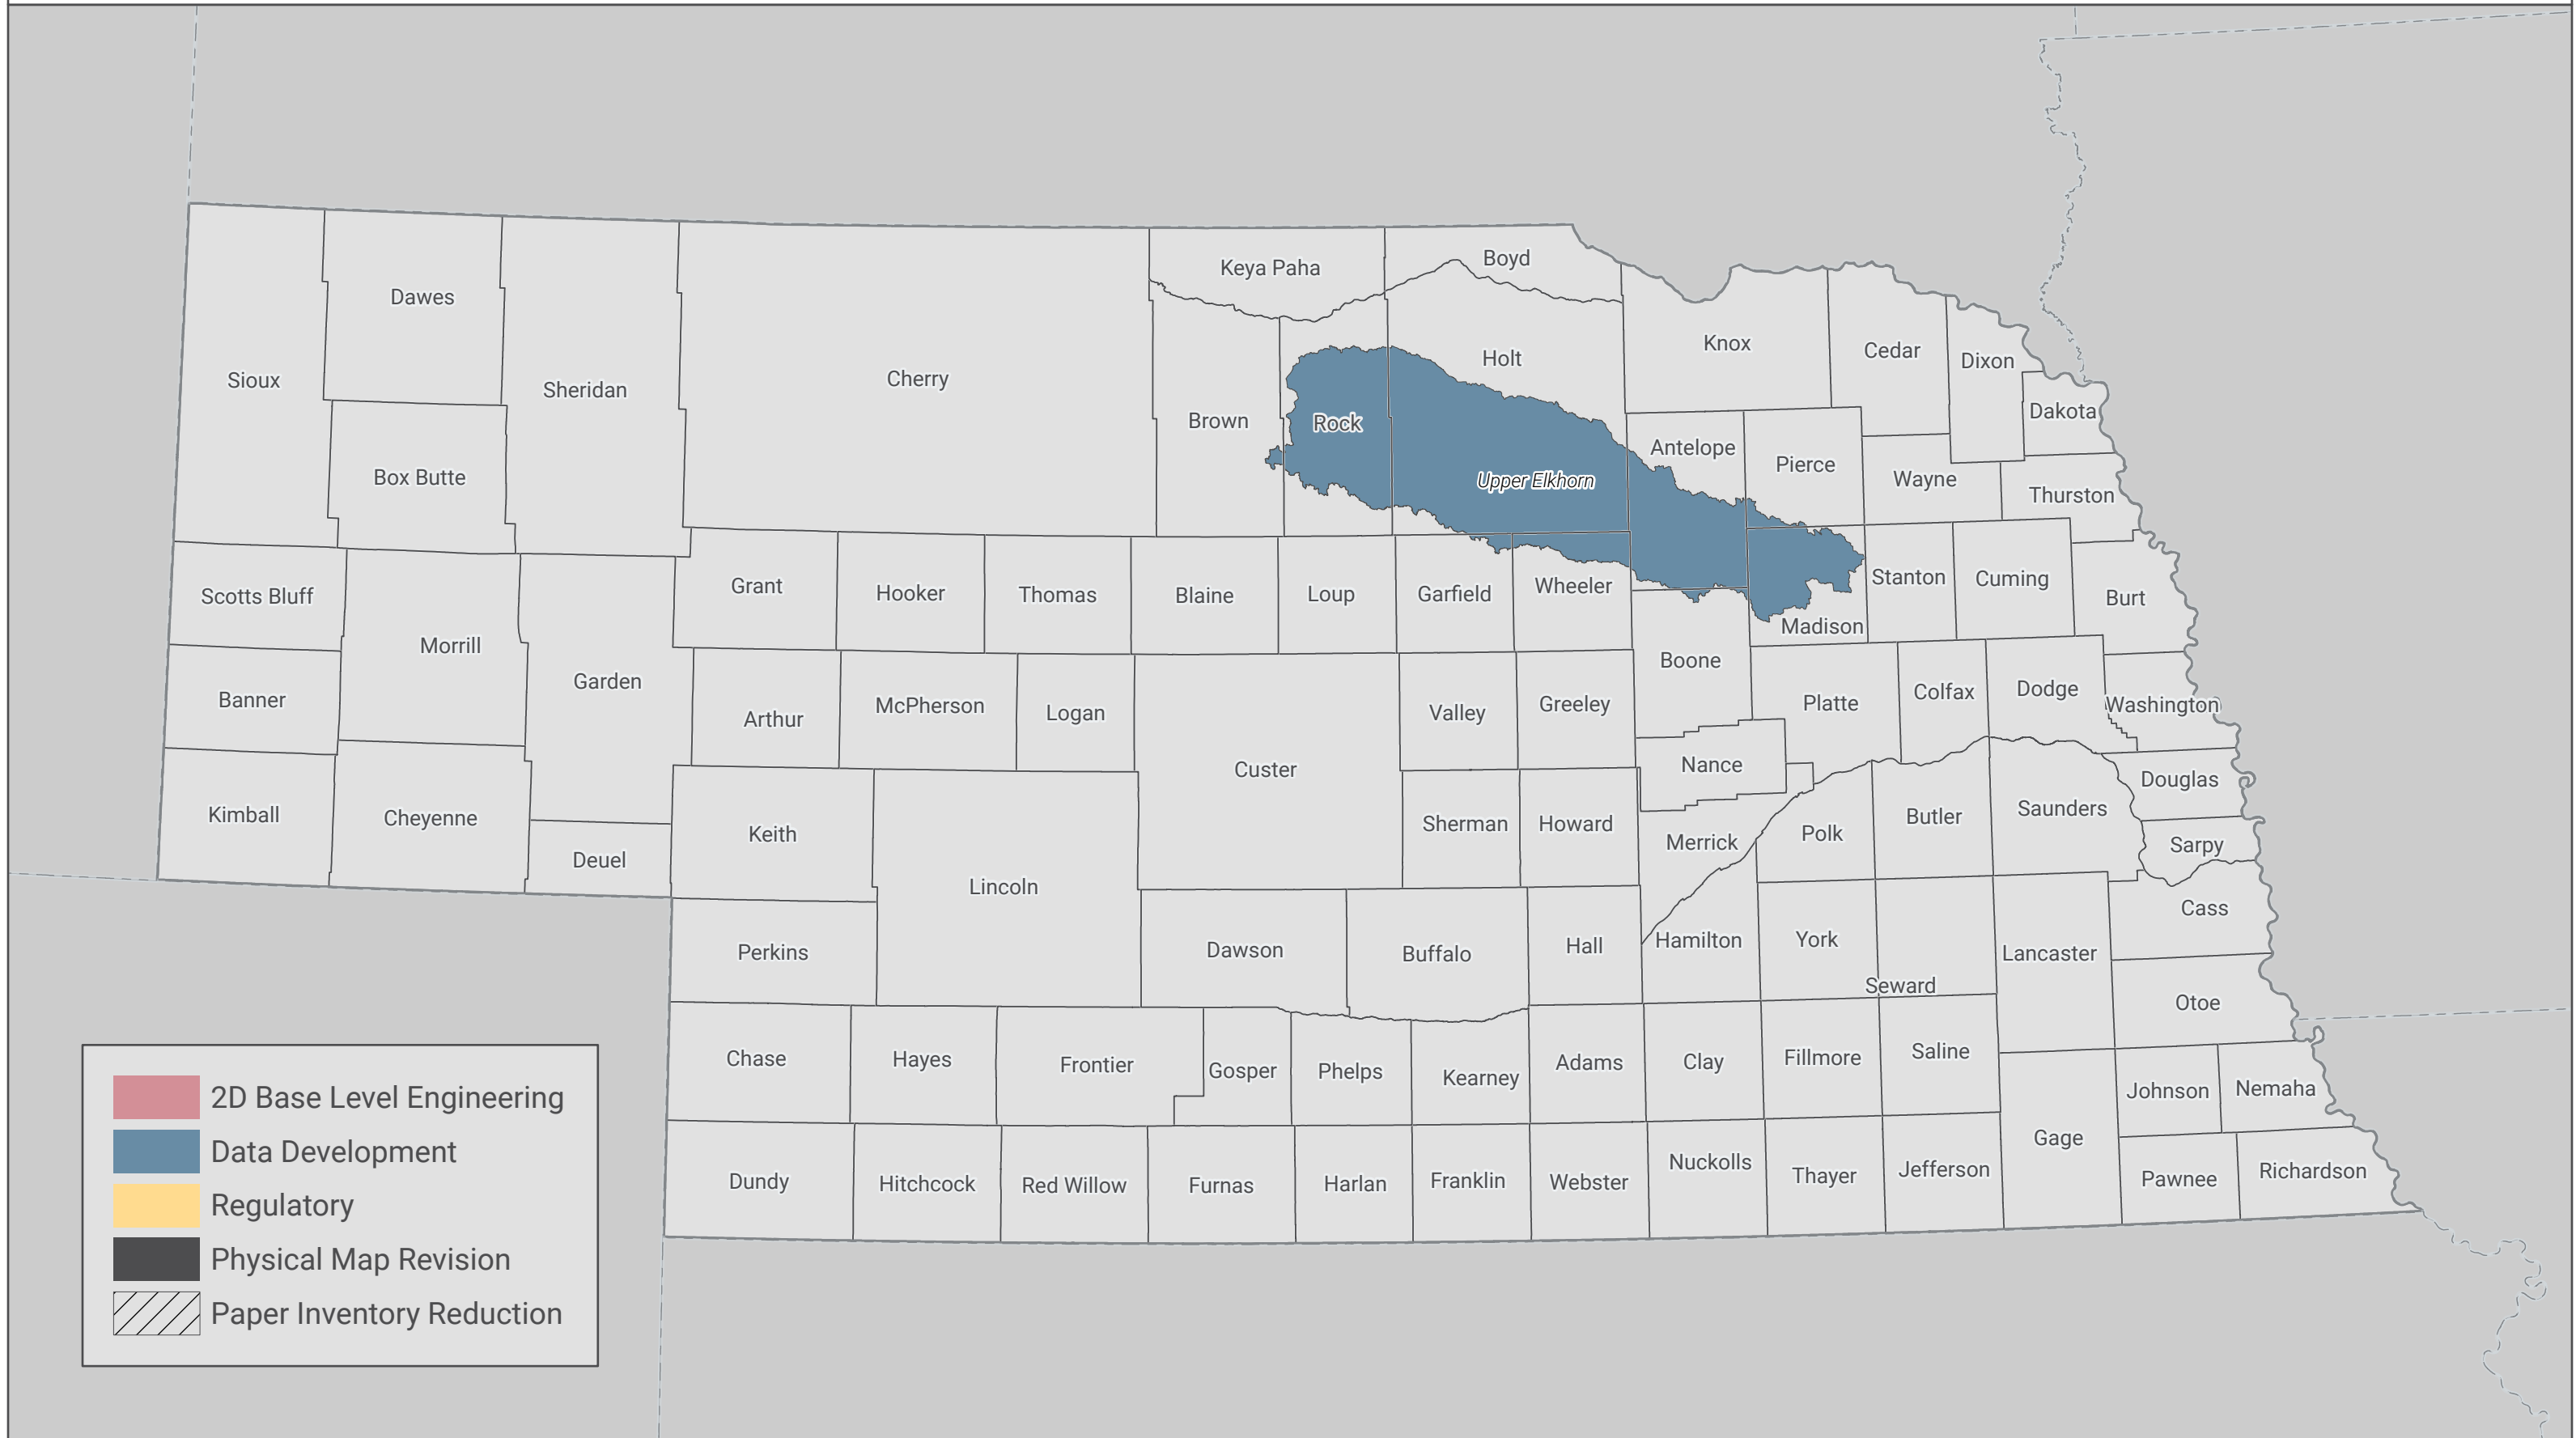 Boyd
Keya Paha
Dawes
Knox
Cedar
Holt
Dixon
Sioux
Cherry
Sheridan
Dakota
Brown
Rock
Antelope
Pierce
Box Butte
Wayne
Upper Elkhorn
Thurston
Stanton
Cuming
Grant
Wheeler
Hooker
Garfield
Loup
Thomas
Blaine
Scotts Bluff
Burt
Madison
Morrill
Boone
Garden
Dodge
Colfax
Banner
Platte
Greeley
Washington
McPherson
Valley
Logan
Arthur
Nance
Custer
Douglas
Saunders
Kimball
Butler
Cheyenne
Sherman
Howard
Polk
Keith
Merrick
Sarpy
Deuel
Lincoln
Cass
York
Hamilton
Hall
Dawson
Perkins
Lancaster
Buffalo
Seward
Otoe
Saline
Fillmore
Chase
Hayes
Clay
Adams
Frontier
Gosper
Phelps
Kearney
Nemaha
Johnson
Gage
Nuckolls
Jefferson
Richardson
Thayer
Pawnee
Franklin
Dundy
Webster
Hitchcock
Harlan
Red Willow
Furnas
2D Base Level Engineering
Data Development
Regulatory
Physical Map Revision
Paper Inventory Reduction